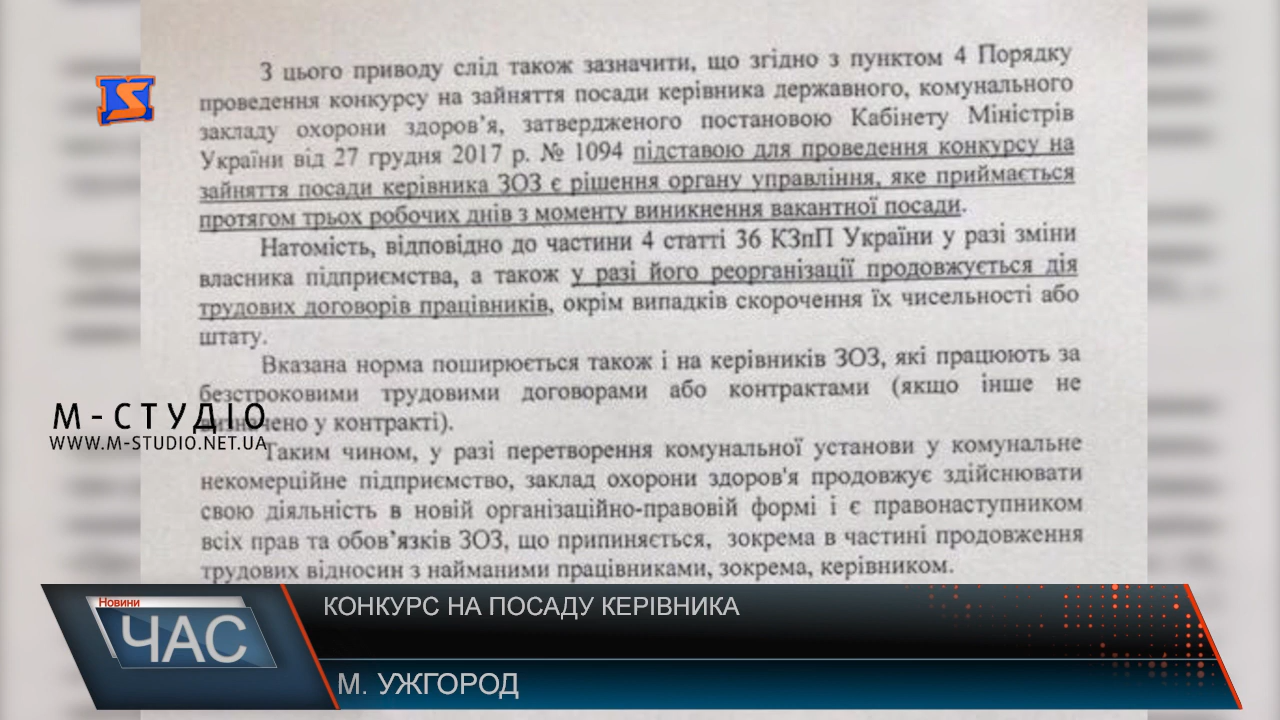 З цього приводу слід також зазначити, що згідно з пунктом 4 Порядку
проведення конкурсу на зайняття посади керівника державного, комунального
закладу охорони здоров'я, затвердженого постановою Кабінету Міністрів
України від 27 грудня 2017 р. № 1094 підставою для проведення конкурсу на
зайняття посади керівника ЗОЗ є рішення органу управління, яке приймається
протягом трьох робочих днів з моменту виникнення вакантної посади.
Натомість, відповідно до частини 4 статті 36 КЗпП України у разі зміни
власника підприємства, а також у разі його реорганізації продовжується дія
трудових договорів працівників, окрім випадків скорочення їх чисельності або
штату.
Вказана норма поширюється також і на керівників ЗОЗ, які працюють за
безстроковими трудовими договорами або контрактами (якщо інше не
визначено у контракті).
Таким чином, у разі перетворення комунальної установи у комунальне
некомерційне підприємство, заклад охорони здоров'я продовжує здійснювати
свою діяльність в новій організаційно-правовій формі і є правонаступником
всіх прав та обов'язків ЗОЗ, що припиняється, зокрема в частині продовження
трудових відносин з найманими працівниками, зокрема, керівником.
М-СТУДІО
WWW.M-STUDIO.NET.UA
Новини
ЧАС
КОНКУРС НА ПОСАДУ КЕРІВНИКА
М. УЖГОРОД